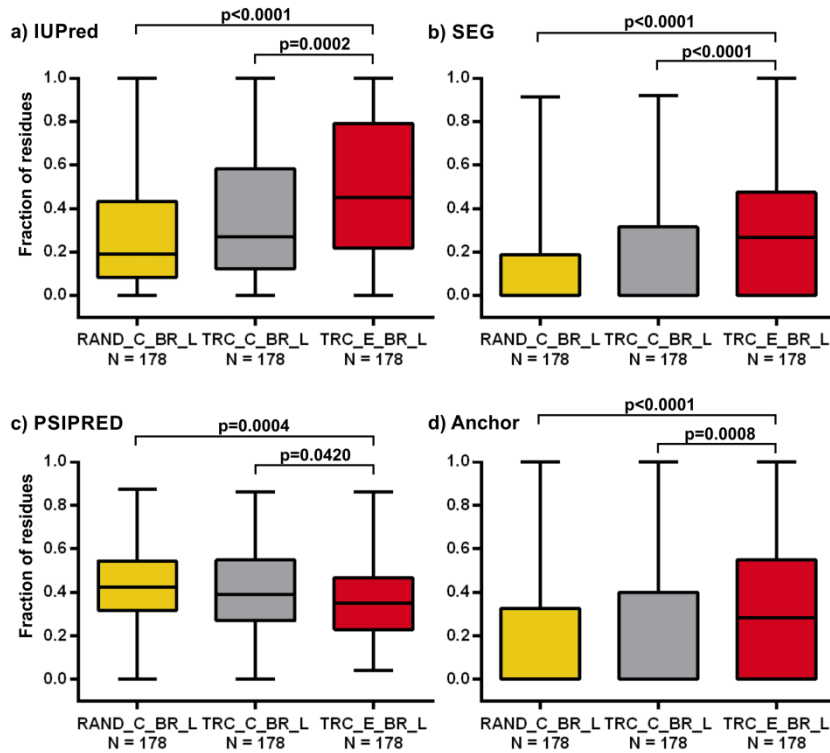 a) IUPred
p<0.0001
p=0.0002
Fraction of residues
1.0
0.8
0.6
0.4
0.2
0.0
RAND_C_BR_L TRC_C_BR_L TRC_E_BR_L
N = 178 N = 178 N = 178
b) SEG
p<0.0001
p<0.0001
1.0
0.8
0.6
0.4
0.2
0.0
RAND_C_BR_L TRC_C_BR_L TRC_E_BR_L
N = 178 N = 178 N = 178
c) PSIPRED
p=0.0004
p=0.0420
Fraction of residues
1.0
0.8
0.6
0.4
0.2
0.0
RAND_C_BR_L TRC_C_BR_L TRC_E_BR_L
N = 178 N = 178 N = 178
d) Anchor
p<0.0001
p=0.0008
1.0
0.8
0.6
0.4
0.2
0.0
RAND_C_BR_L TRC_C_BR_L TRC_E_BR_L
N = 178 N = 178 N = 178